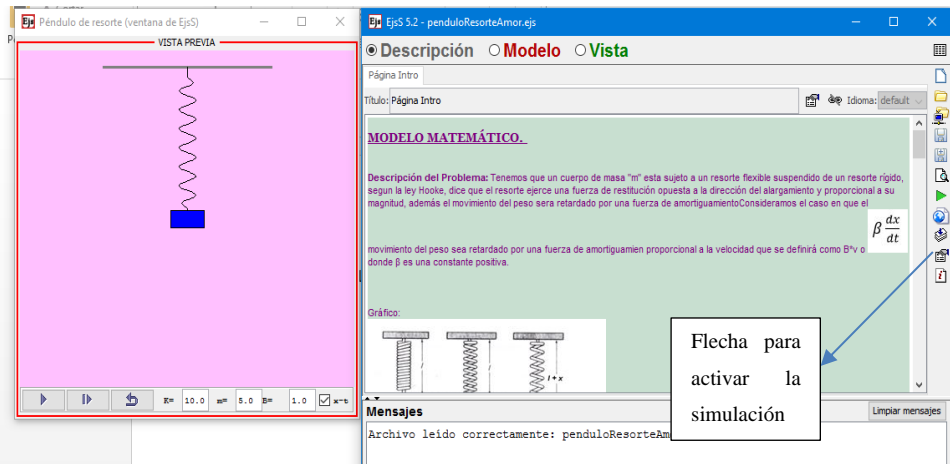 Péndulo de resorte (ventana de EjsS)
VISTA PREVIA
K= 10.0 m= 5.0 B= 1.0 x-t
EjsS 5.2 - penduloResorteAmor.ejs
Descripción Modelo Vista
Página Intro
Título: Página Intro
Idioma: default
MODELO MATEMÁTICO.
Descripción del Problema: Tenemos que un cuerpo de masa "m" esta sujeto a un resorte flexible suspendido de un resorte rígido,
segun la ley Hooke, dice que el resorte ejerce una fuerza de restitución opuesta a la dirección del alargamiento y proporcional a su
magnitud, además el movimiento del peso sera retardado por una fuerza de amortiguamientoConsideramos el caso en que el
movimiento del peso sea retardado por una fuerza de amortiguamien proporcional a la velocidad que se definirá como B*v o β dx/dt
donde β es una constante positiva.
Gráfico:
l l l + x
Flecha para
activar la
simulación
Mensajes
Limpiar mensajes
Archivo leído correctamente: penduloResorteAm